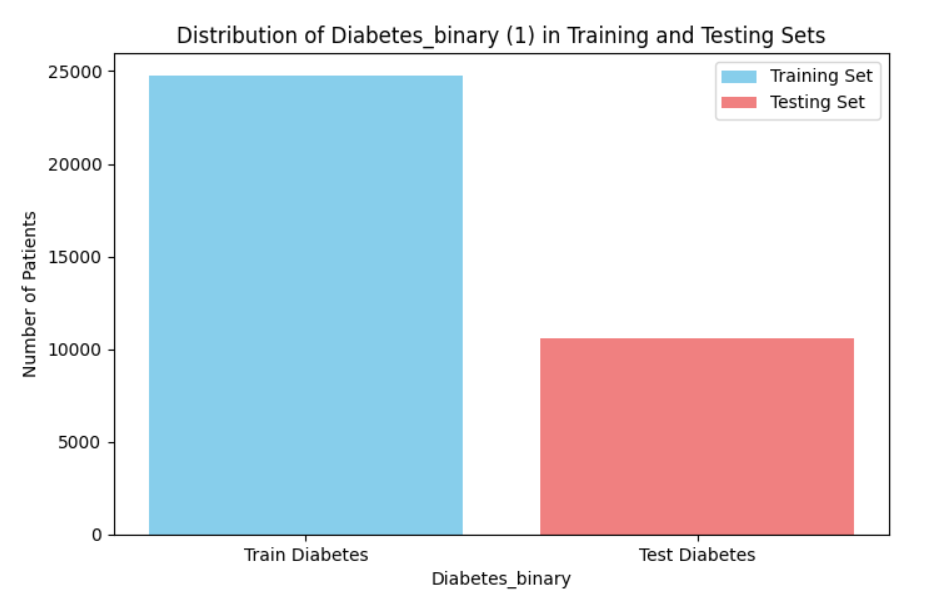 Distribution of Diabetes_binary (1) in Training and Testing Sets
Training Set
Testing Set
25000
20000
15000
10000
5000
0
Number of Patients
Train Diabetes
Test Diabetes
Diabetes_binary